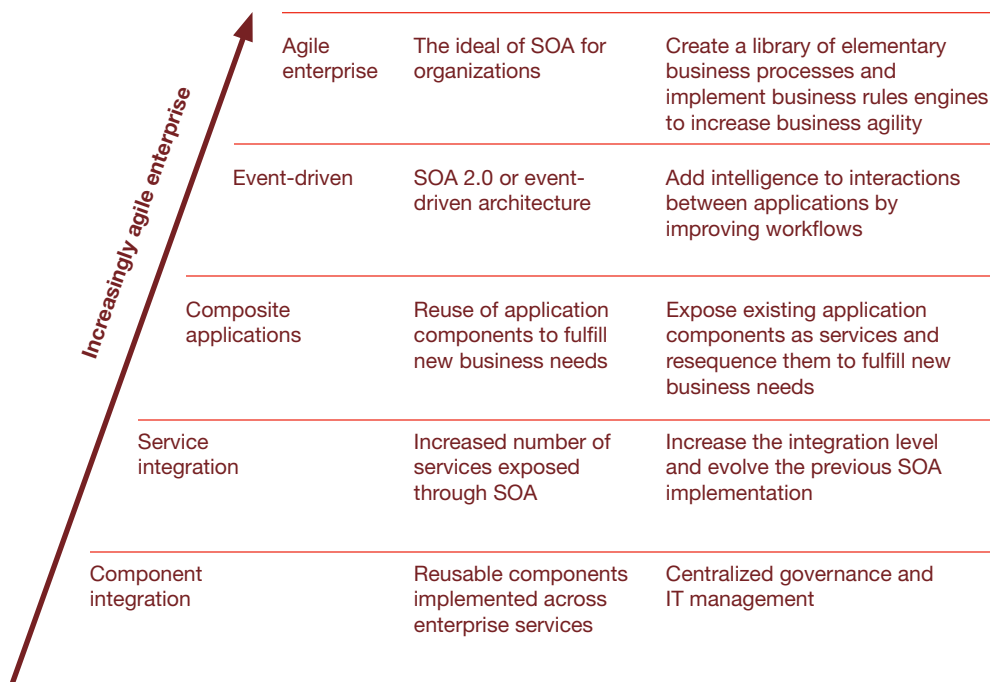 Increasingly agile enterprise
Agile
enterprise
The ideal of SOA for
organizations
Create a library of elementary
business processes and
implement business rules engines
to increase business agility
Event-driven
SOA 2.0 or event-
driven architecture
Add intelligence to interactions
between applications by
improving workflows
Composite
applications
Reuse of application
components to fulfill
new business needs
Expose existing application
components as services and
resequence them to fulfill new
business needs
Service
integration
Increased number of
services exposed
through SOA
Increase the integration level
and evolve the previous SOA
implementation
Component
integration
Reusable components
implemented across
enterprise services
Centralized governance and
IT management